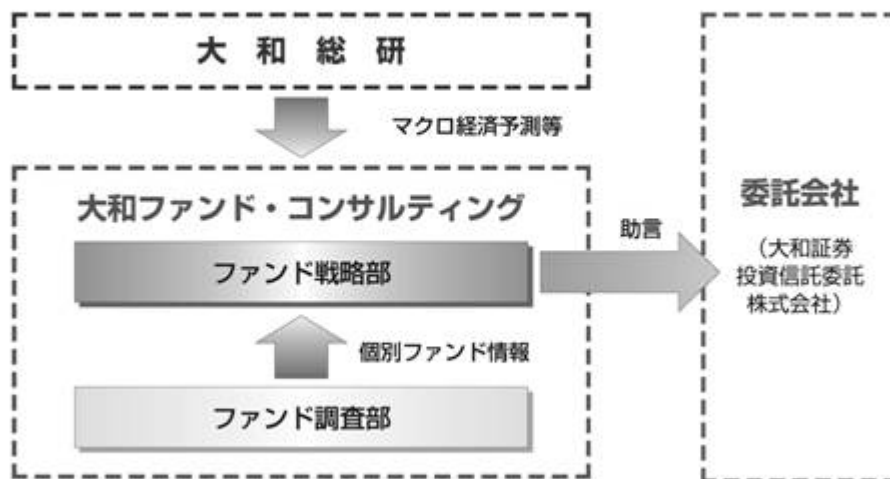 大和総研
マクロ経済予測等
大和ファンド・コンサルティング
ファンド戦略部
個別ファンド情報
ファンド調査部
助言
委託会社
（大和証券
投資信託委託
株式会社）